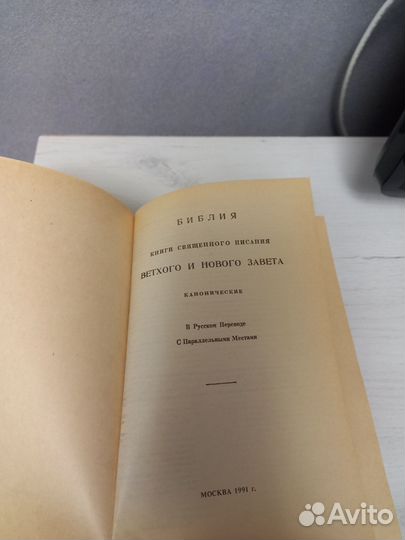 БИБЛИЯ
КНИГИ СВЯЩЕННОГО ПИСАНИЯ
ВЕТХОГО И НОВОГО ЗАВЕТА
КАНОНИЧЕСКИЕ
В Русском Переводе
С Параллельными Местами
МОСКВА 1991 г.
Avito